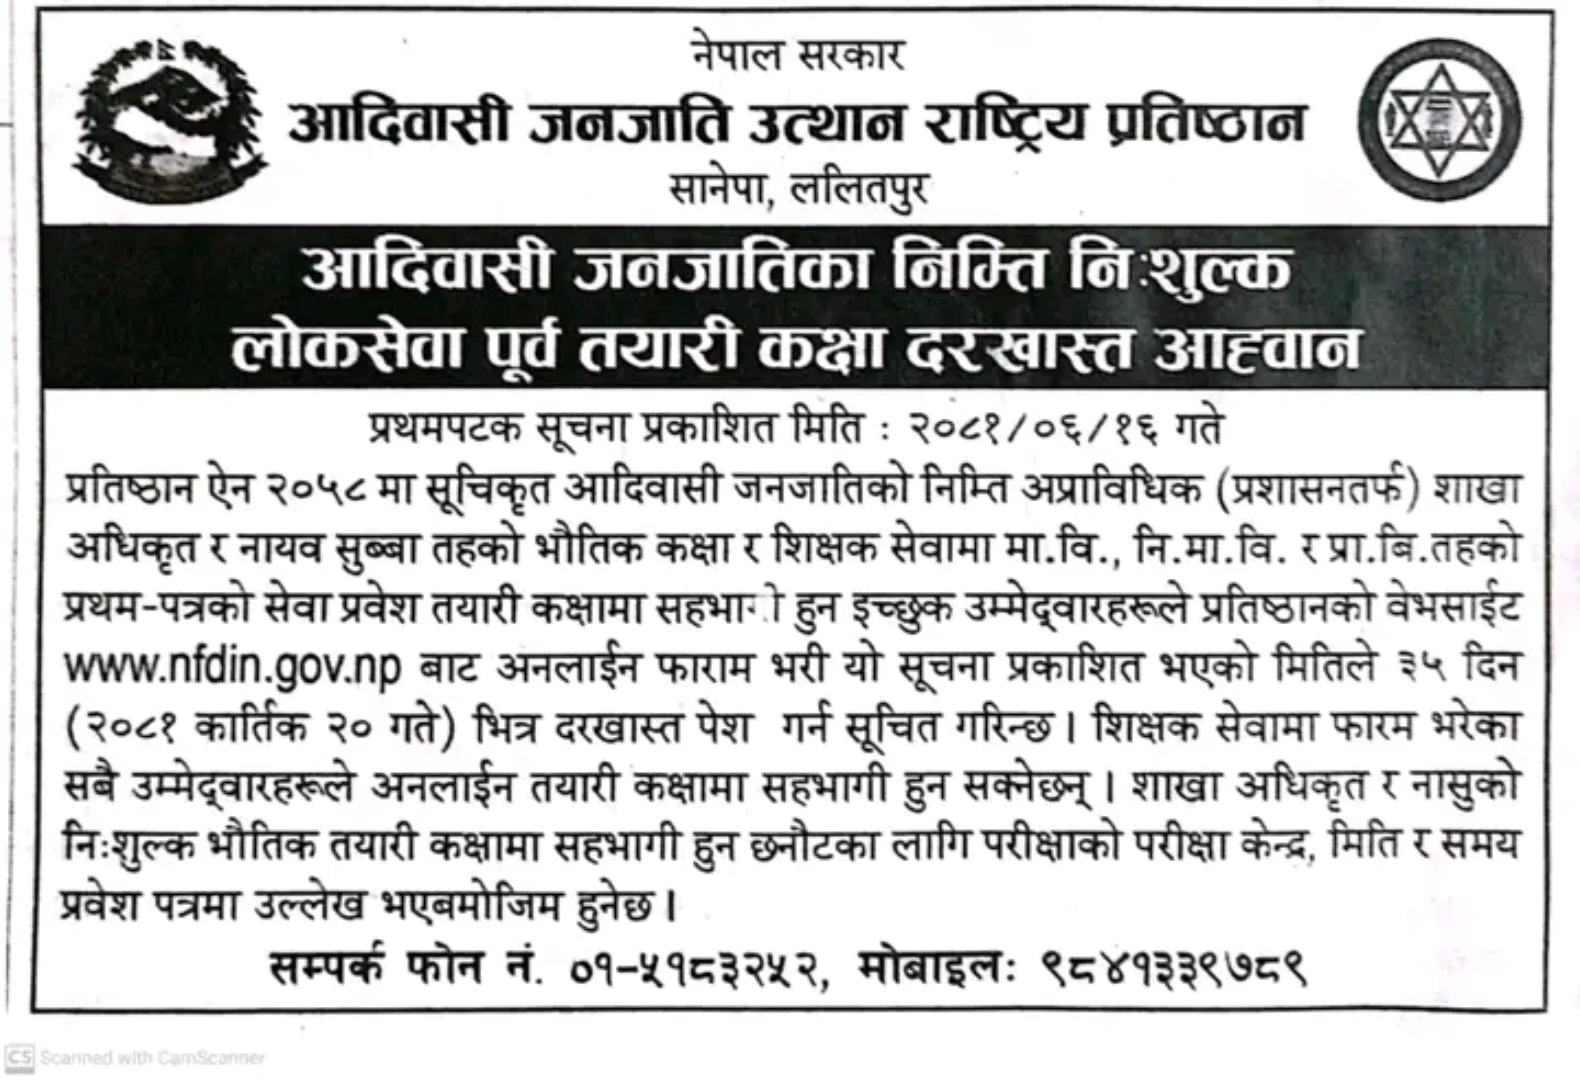 नेपाल सरकार
आदिवासी जनजाति उत्थान राष्ट्रिय प्रतिष्ठान
सानेपा, ललितपुर
आदिवासी जनजातिका निम्ति निःशुल्क
लोकसेवा पूर्व तयारी कक्षा दरखास्त आह्वान
प्रथमपटक सूचना प्रकाशित मिति : २०८१/०६/१६ गते
प्रतिष्ठान ऐन २०५८ मा सूचिकृत आदिवासी जनजातिको निम्ति अप्राविधिक (प्रशासनतर्फ) शाखा
अधिकृत र नायव सुब्बा तहको भौतिक कक्षा र शिक्षक सेवामा मा.वि., नि.मा.वि. र प्रा.बि.तहको
प्रथम-पत्रको सेवा प्रवेश तयारी कक्षामा सहभागी हुन इच्छुक उम्मेद्वारहरूले प्रतिष्ठानको वेभसाईट
www.nfdin.gov.np बाट अनलाईन फाराम भरी यो सूचना प्रकाशित भएको मितिले ३५ दिन
(२०८१ कार्तिक २० गते) भित्र दरखास्त पेश गर्न सूचित गरिन्छ । शिक्षक सेवामा फारम भरेका
सबै उम्मेद्वारहरूले अनलाईन तयारी कक्षामा सहभागी हुन सक्नेछन् । शाखा अधिकृत र नासुको
निःशुल्क भौतिक तयारी कक्षामा सहभागी हुन छनौटका लागि परीक्षाको परीक्षा केन्द्र, मिति र समय
प्रवेश पत्रमा उल्लेख भएबमोजिम हुनेछ ।
सम्पर्क फोन नं. ०१-५१८३२५२, मोबाइलः ९८४१३३९७८९
CS Scanned with CamScanner